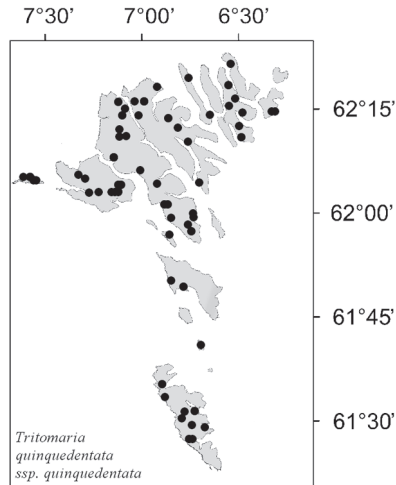 7°30' 7°00' 6°30'
62°15'
62°00'
61°45'
61°30'
Tritomaria
quinquedentata
ssp. quinquedentata